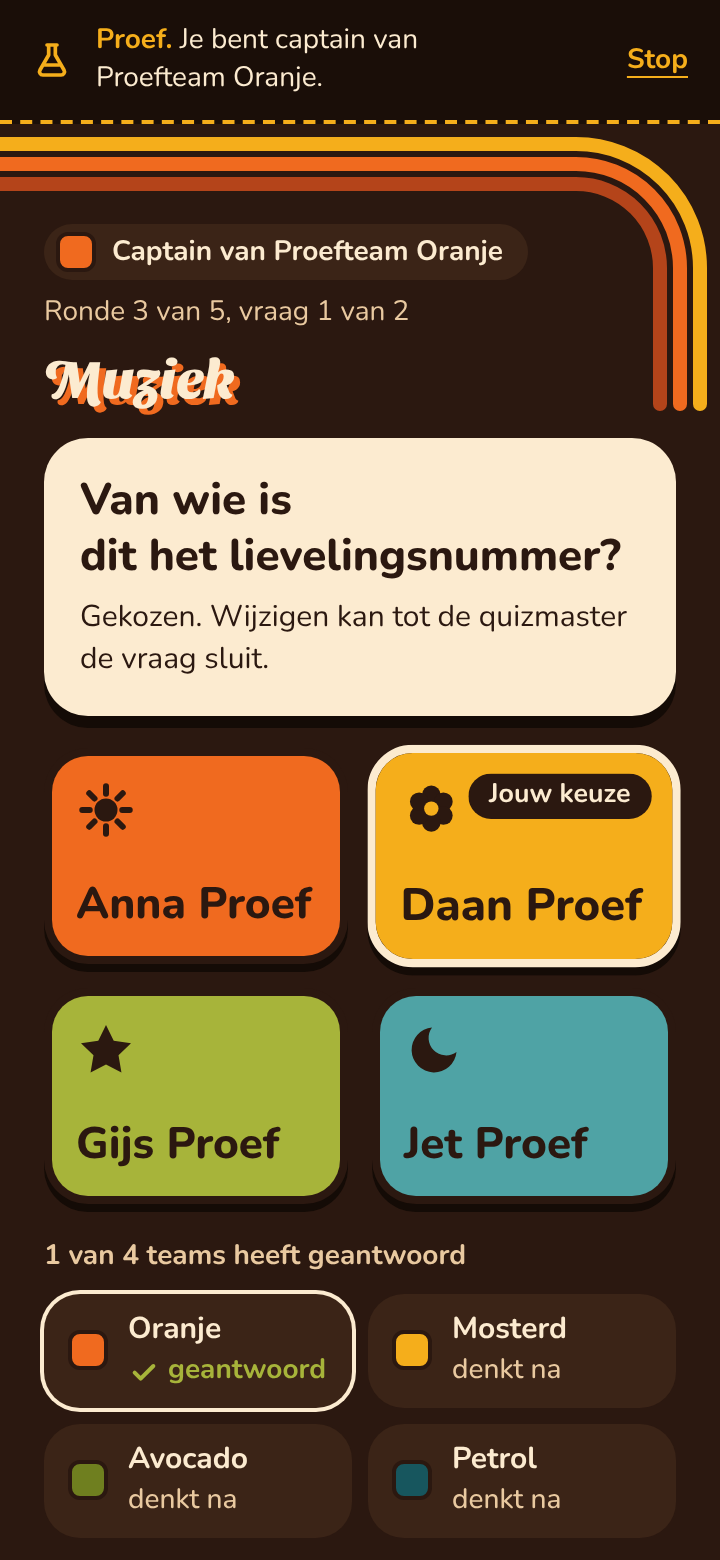 Proef. Je bent captain van
Proefteam Oranje.
Stop
Captain van Proefteam Oranje
Ronde 3 van 5, vraag 1 van 2
Muziek
Van wie is
dit het lievelingsnummer?
Gekozen. Wijzigen kan tot de quizmaster
de vraag sluit.
Anna Proef
Jouw keuze
Daan Proef
Gijs Proef
Jet Proef
1 van 4 teams heeft geantwoord
Oranje
geantwoord
Mosterd
denkt na
Avocado
denkt na
Petrol
denkt na